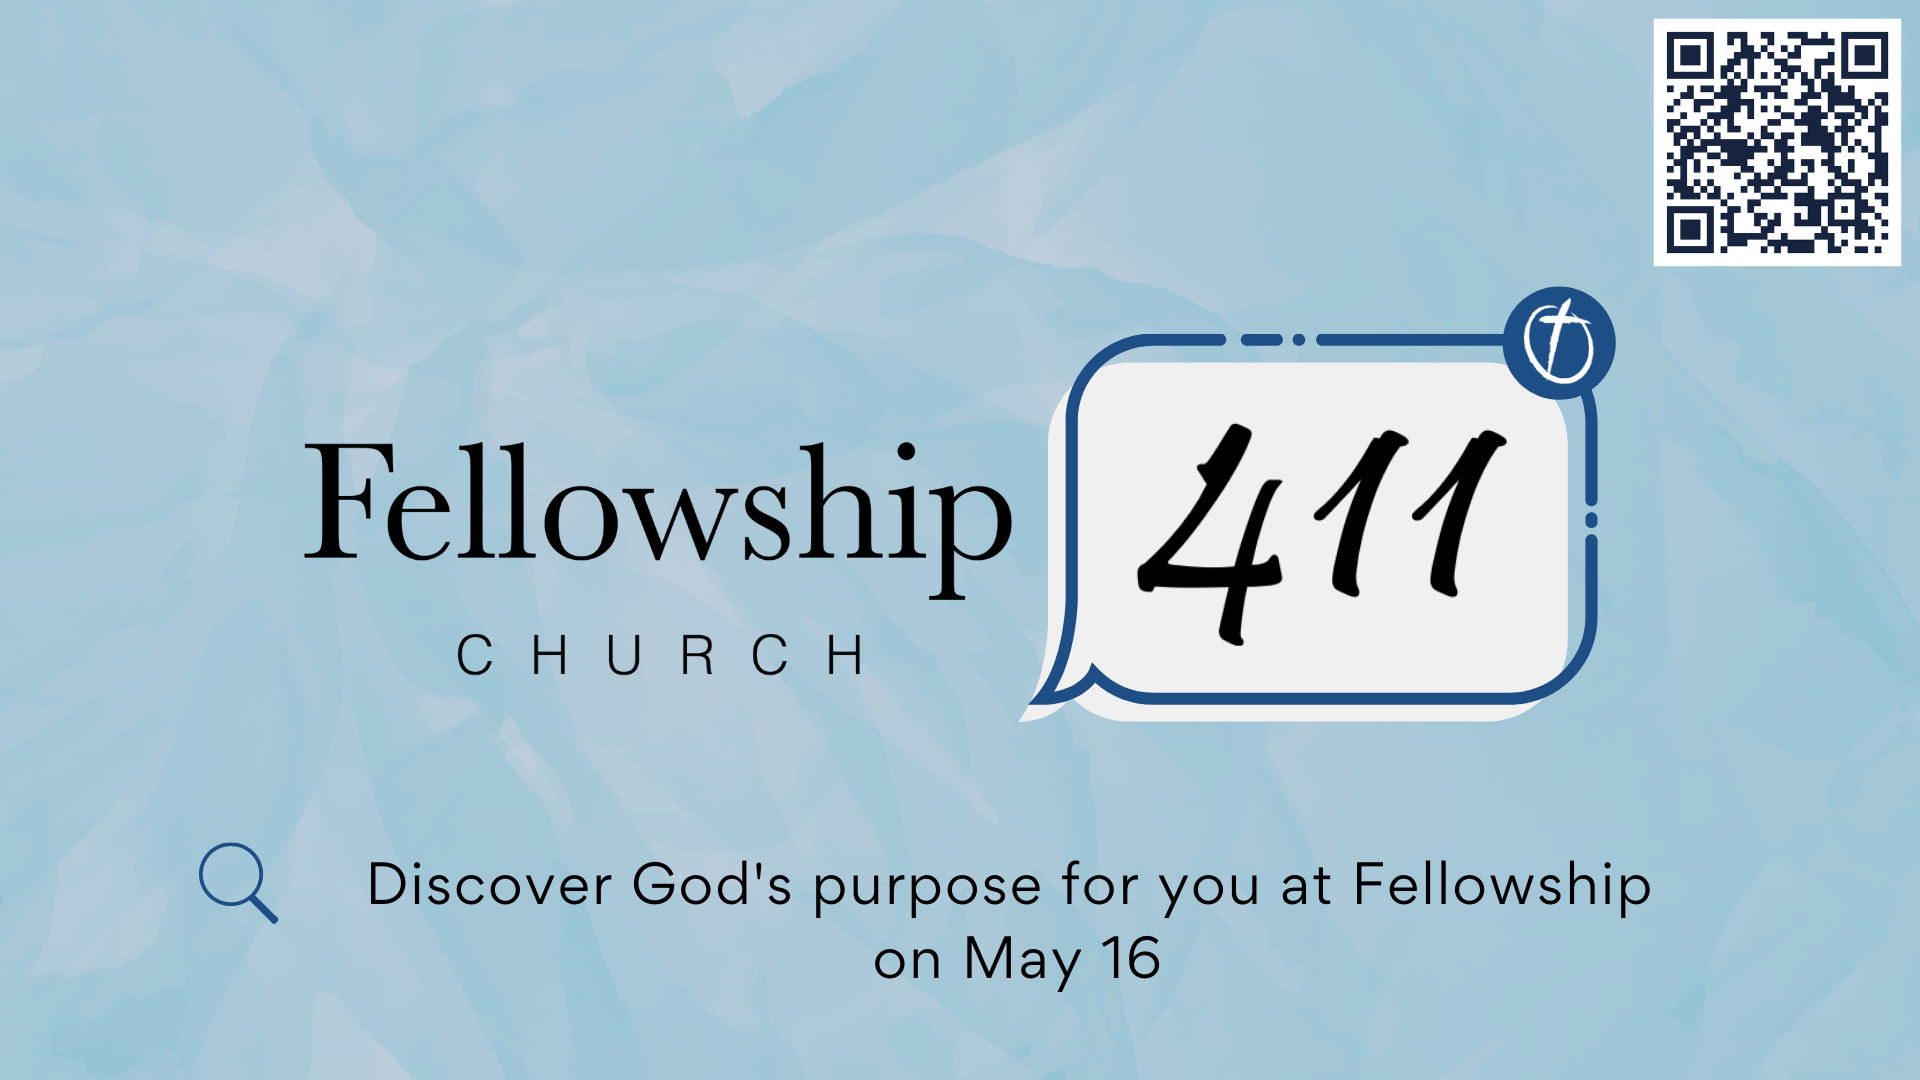 Fellowship
CHURCH
411
Discover God's purpose for you at Fellowship
on May 16